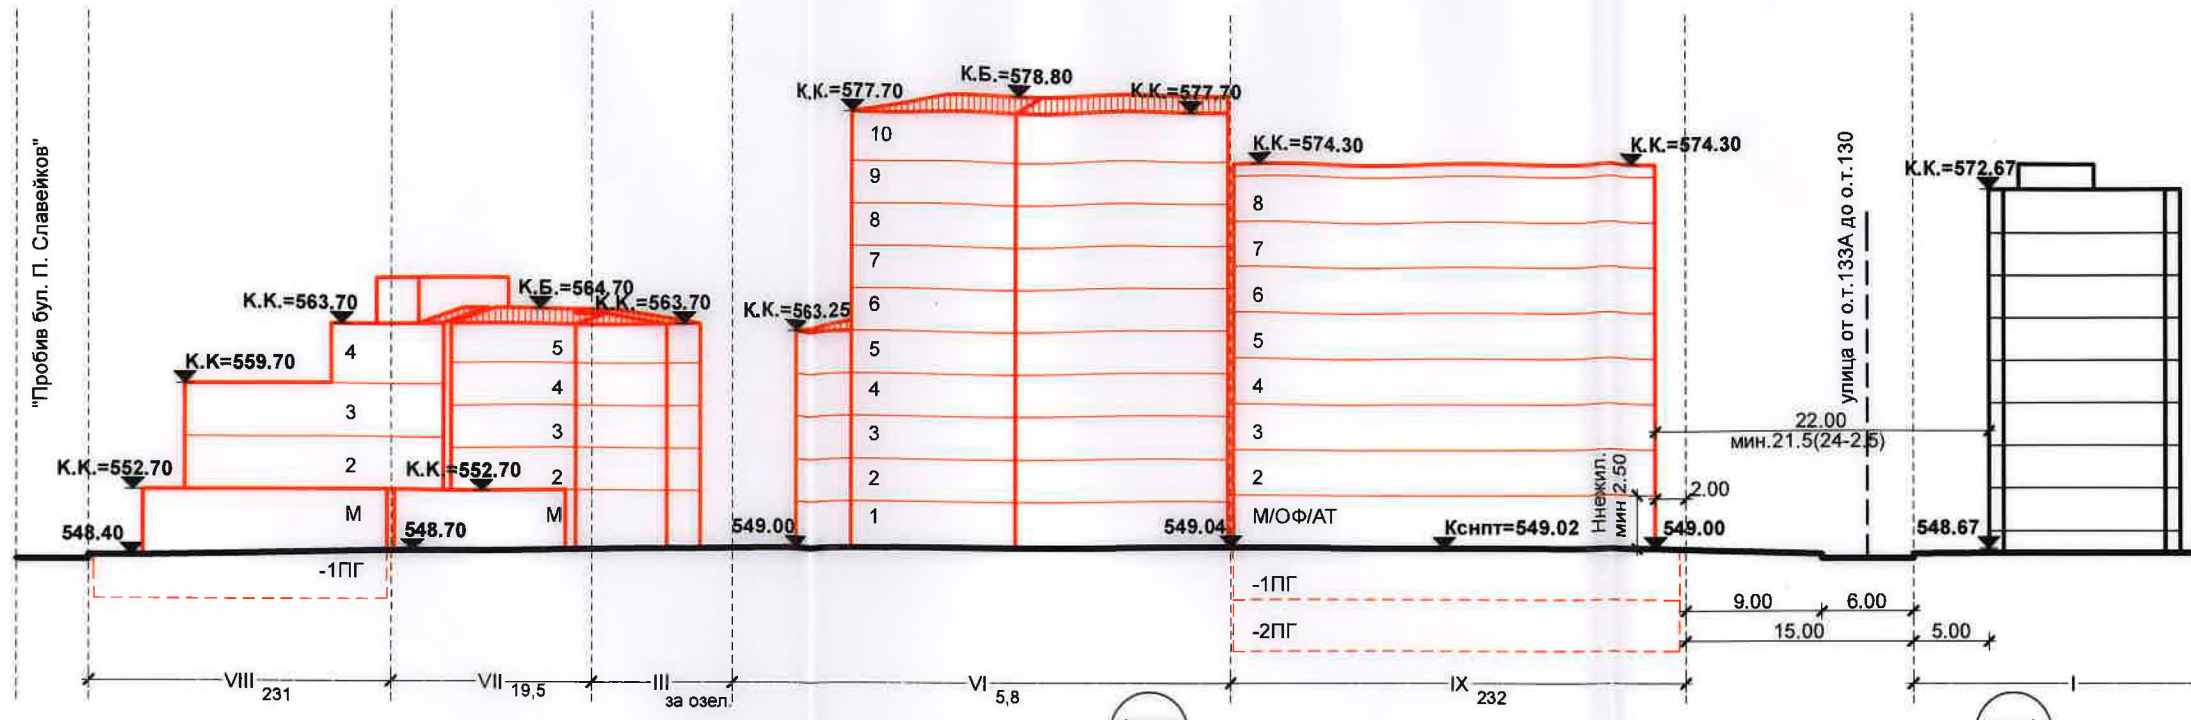 "Пробив бул. П. Славейков"
К.Б.=578.80
К.К.=577.70
К.К.=577.70
К.К.=574.30
К.К.=574.30
улица от о.т.133А до о.т.130
К.К.=572.67
10
9
8
7
6
5
4
3
2
1
8
7
6
5
4
3
2
М/ОФ/АТ
К.Б.=564.70
К.К.=563.70
К.К.=563.70
К.К.=563.25
К.К=559.70
4
3
2
М
5
4
3
2
М
К.К.=552.70
К.К.=552.70
22.00
мин.21.5(24-2.5)
Ннежил.
мин 2.50
2.00
548.40
548.70
549.00
549.04
Кснпт=549.02
549.00
548.67
-1ПГ
-1ПГ
-2ПГ
9.00
6.00
15.00
5.00
VIII
231
VII
19,5
III
за озел.
VI
5,8
IX
232
I